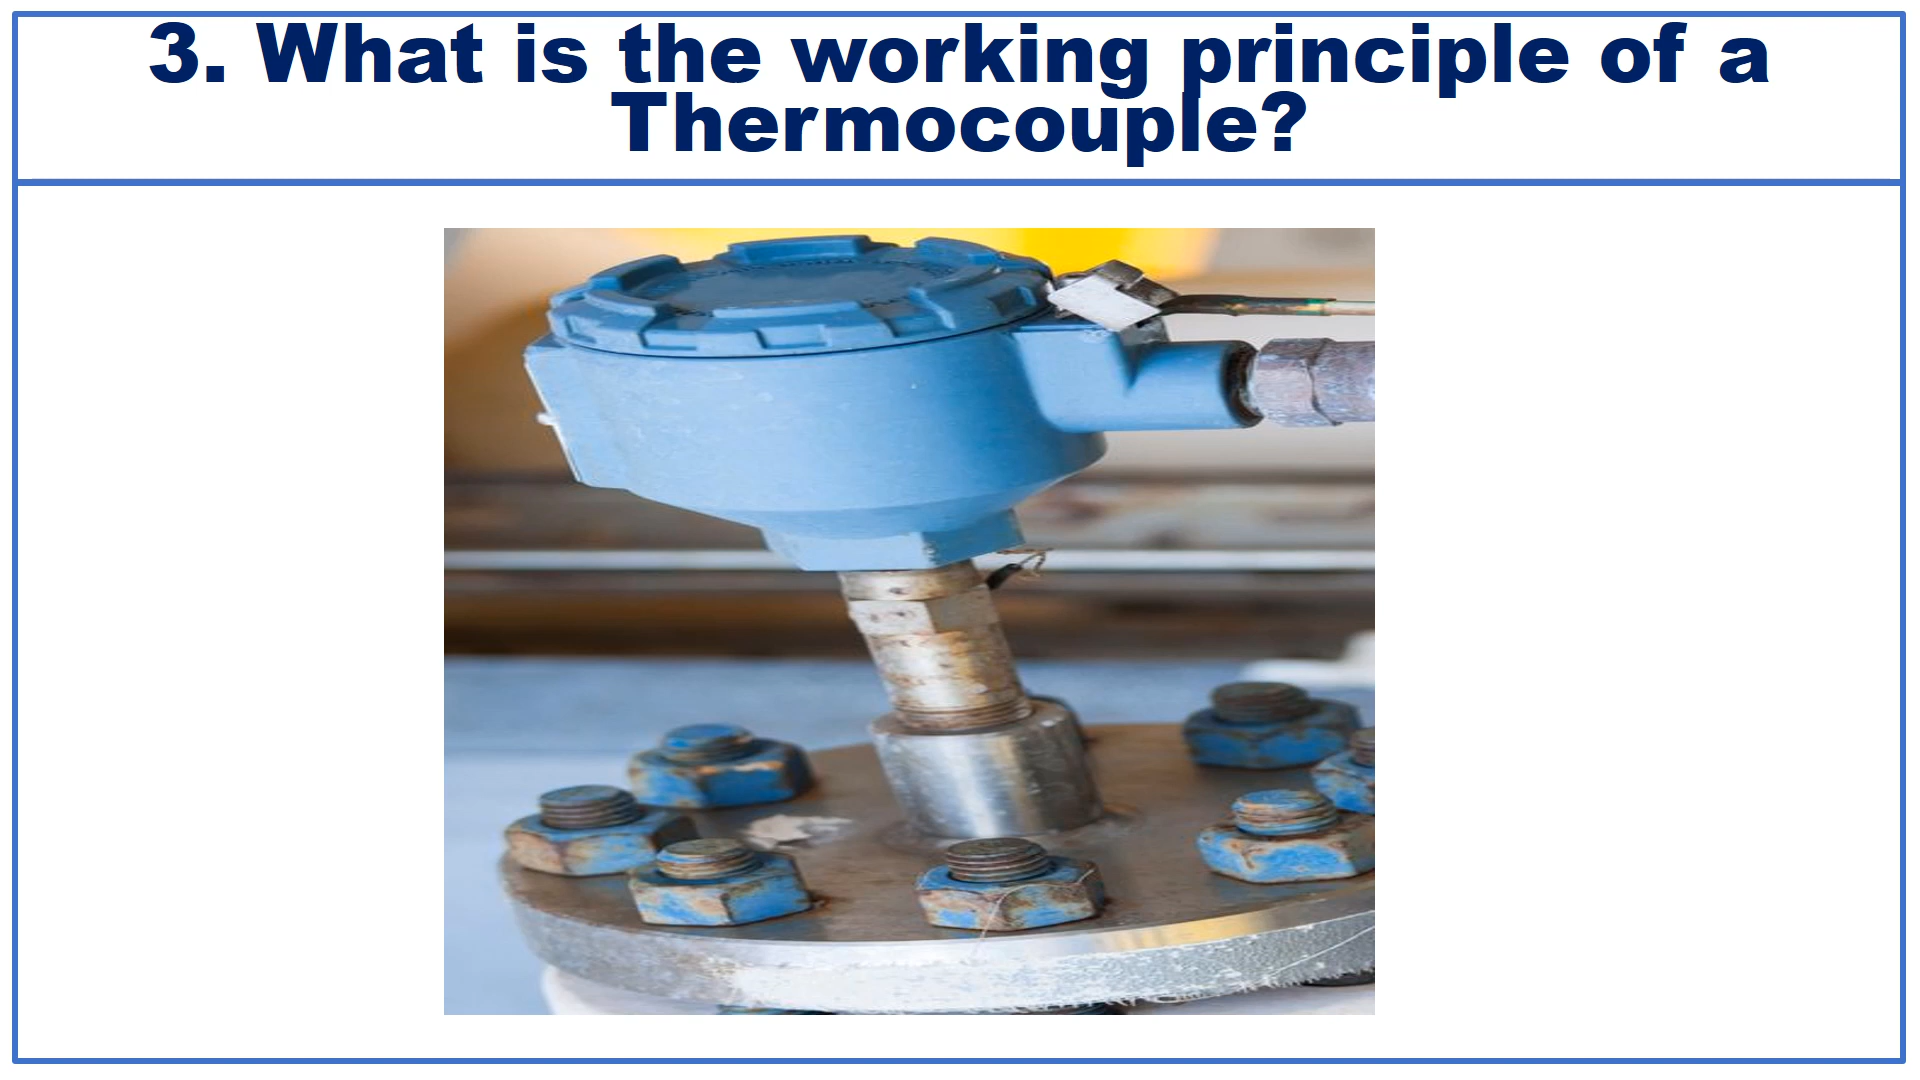 3. What is the working principle of a
Thermocouple?